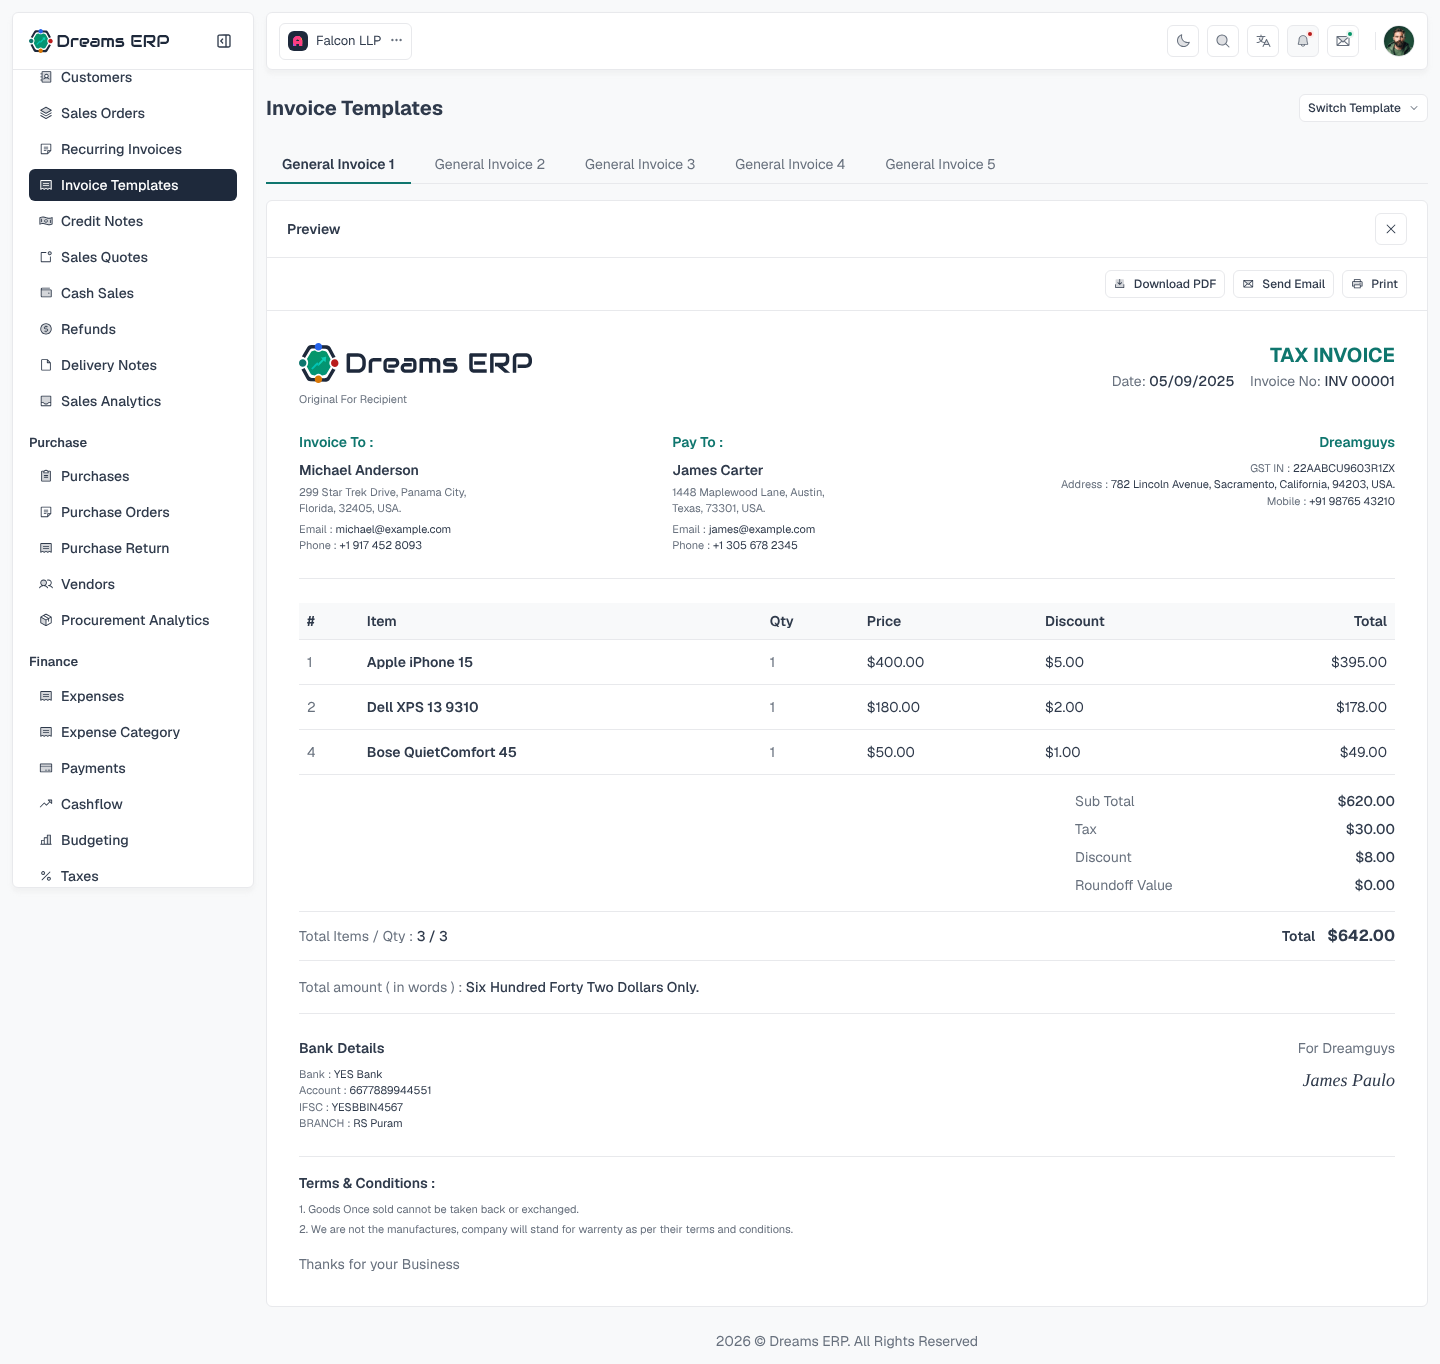 Dreams ERP
Customers
Sales Orders
Recurring Invoices
Invoice Templates
Credit Notes
Sales Quotes
Cash Sales
Refunds
Delivery Notes
Sales Analytics
Purchase
Purchases
Purchase Orders
Purchase Return
Vendors
Procurement Analytics
Finance
Expenses
Expense Category
Payments
Cashflow
Budgeting
Taxes
Falcon LLP
Invoice Templates
Switch Template
General Invoice 1 General Invoice 2 General Invoice 3 General Invoice 4 General Invoice 5
Preview
Download PDF Send Email Print
Dreams ERP
Original For Recipient
TAX INVOICE
Date: 05/09/2025 Invoice No: INV 00001
Invoice To :
Michael Anderson
299 Star Trek Drive, Panama City,
Florida, 32405, USA.
Email : michael@example.com
Phone : +1 917 452 8093
Pay To :
James Carter
1448 Maplewood Lane, Austin,
Texas, 73301, USA.
Email : james@example.com
Phone : +1 305 678 2345
Dreamguys
GST IN : 22AABCU9603R1ZX
Address : 782 Lincoln Avenue, Sacramento, California, 94203, USA.
Mobile : +91 98765 43210
# Item Qty Price Discount Total
1 Apple iPhone 15 1 $400.00 $5.00 $395.00
2 Dell XPS 13 9310 1 $180.00 $2.00 $178.00
4 Bose QuietComfort 45 1 $50.00 $1.00 $49.00
Sub Total $620.00
Tax $30.00
Discount $8.00
Roundoff Value $0.00
Total Items / Qty : 3 / 3 Total $642.00
Total amount ( in words ) : Six Hundred Forty Two Dollars Only.
Bank Details
Bank : YES Bank
Account : 6677889944551
IFSC : YESBBIN4567
BRANCH : RS Puram
For Dreamguys
James Paulo
Terms & Conditions :
1. Goods Once sold cannot be taken back or exchanged.
2. We are not the manufactures, company will stand for warrenty as per their terms and conditions.
Thanks for your Business
2026 © Dreams ERP. All Rights Reserved